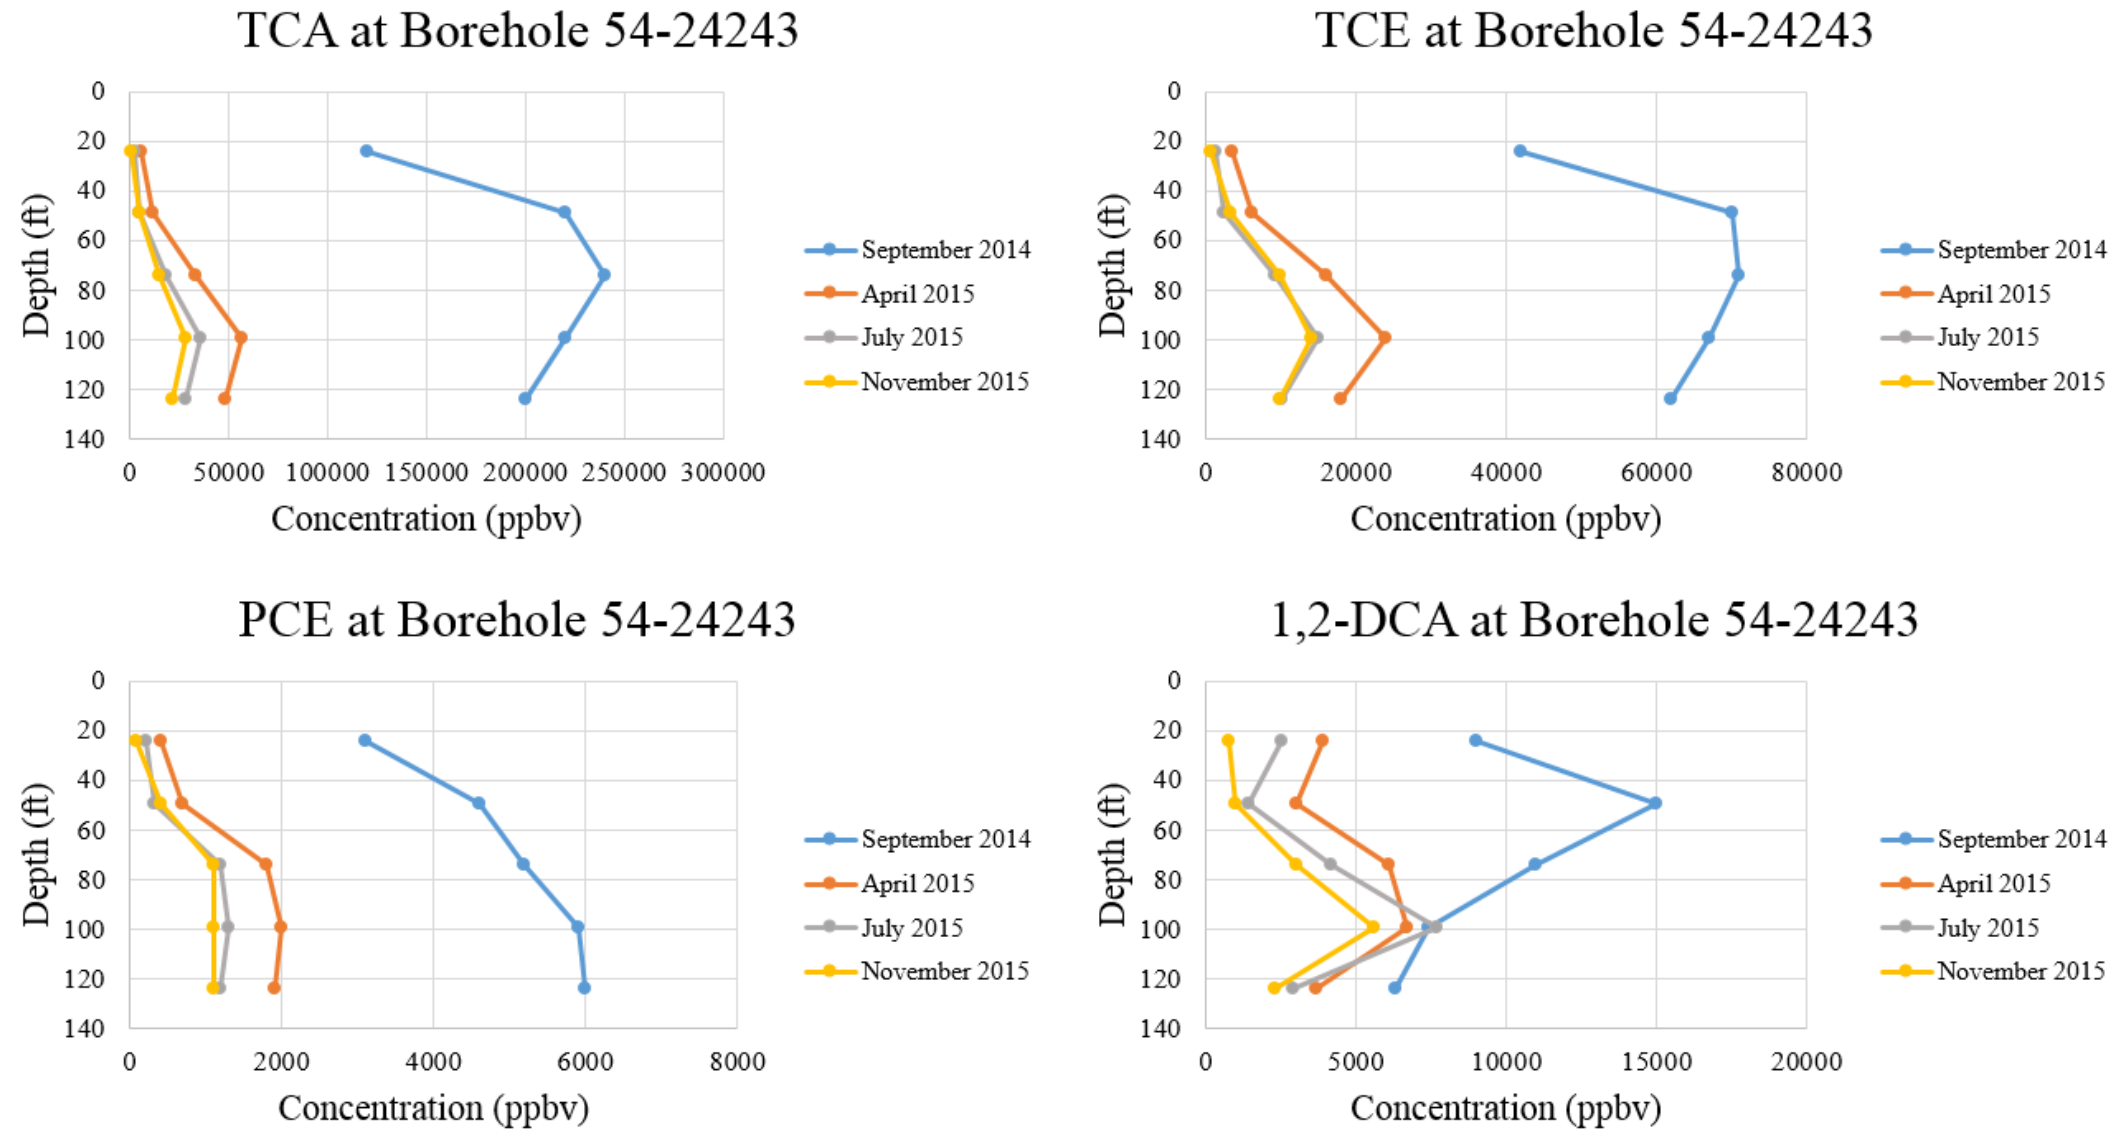 TCA at Borehole 54-24243
0
20
40
60
80
100
120
140
Depth (ft)
0 50000 100000 150000 200000 250000 300000
Concentration (ppbv)
September 2014
April 2015
July 2015
November 2015
TCE at Borehole 54-24243
0
20
40
60
80
100
120
140
Depth (ft)
0 20000 40000 60000 80000
Concentration (ppbv)
September 2014
April 2015
July 2015
November 2015
PCE at Borehole 54-24243
0
20
40
60
80
100
120
140
Depth (ft)
0 2000 4000 6000 8000
Concentration (ppbv)
September 2014
April 2015
July 2015
November 2015
1,2-DCA at Borehole 54-24243
0
20
40
60
80
100
120
140
Depth (ft)
0 5000 10000 15000 20000
Concentration (ppbv)
September 2014
April 2015
July 2015
November 2015